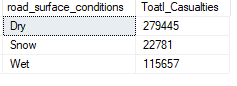 road_surface_conditions Toatl_Casualties
Dry 279445
Snow 22781
Wet 115657